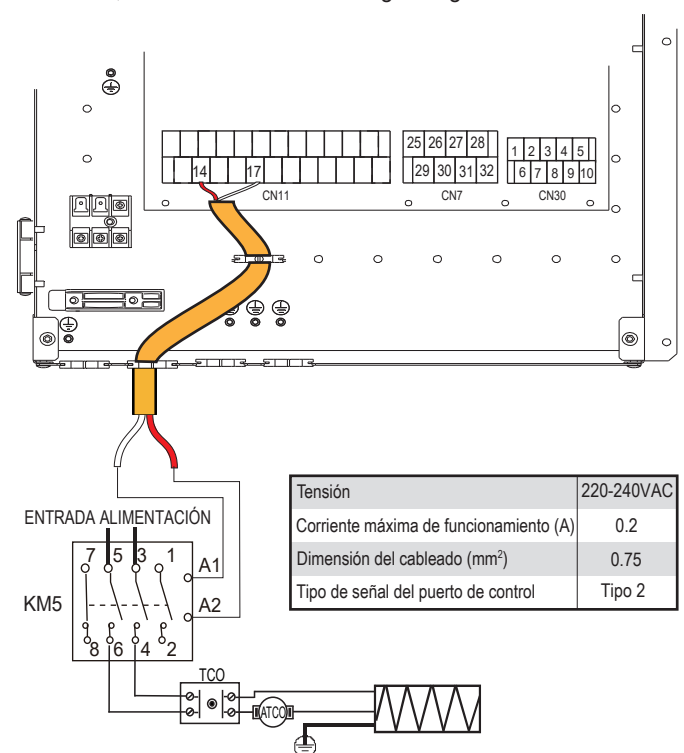 25 26 27 28
1 2 3 4 5
14 17
29 30 31 32
6 7 8 9 10
CN11
CN7
CN30
Tensión 220-240VAC
Corriente máxima de funcionamiento (A) 0.2
Dimensión del cableado (mm²) 0.75
Tipo de señal del puerto de control Tipo 2
ENTRADA ALIMENTACIÓN
7 5 3 1
A1
KM5
A2
8 6 4 2
TCO
ATCO